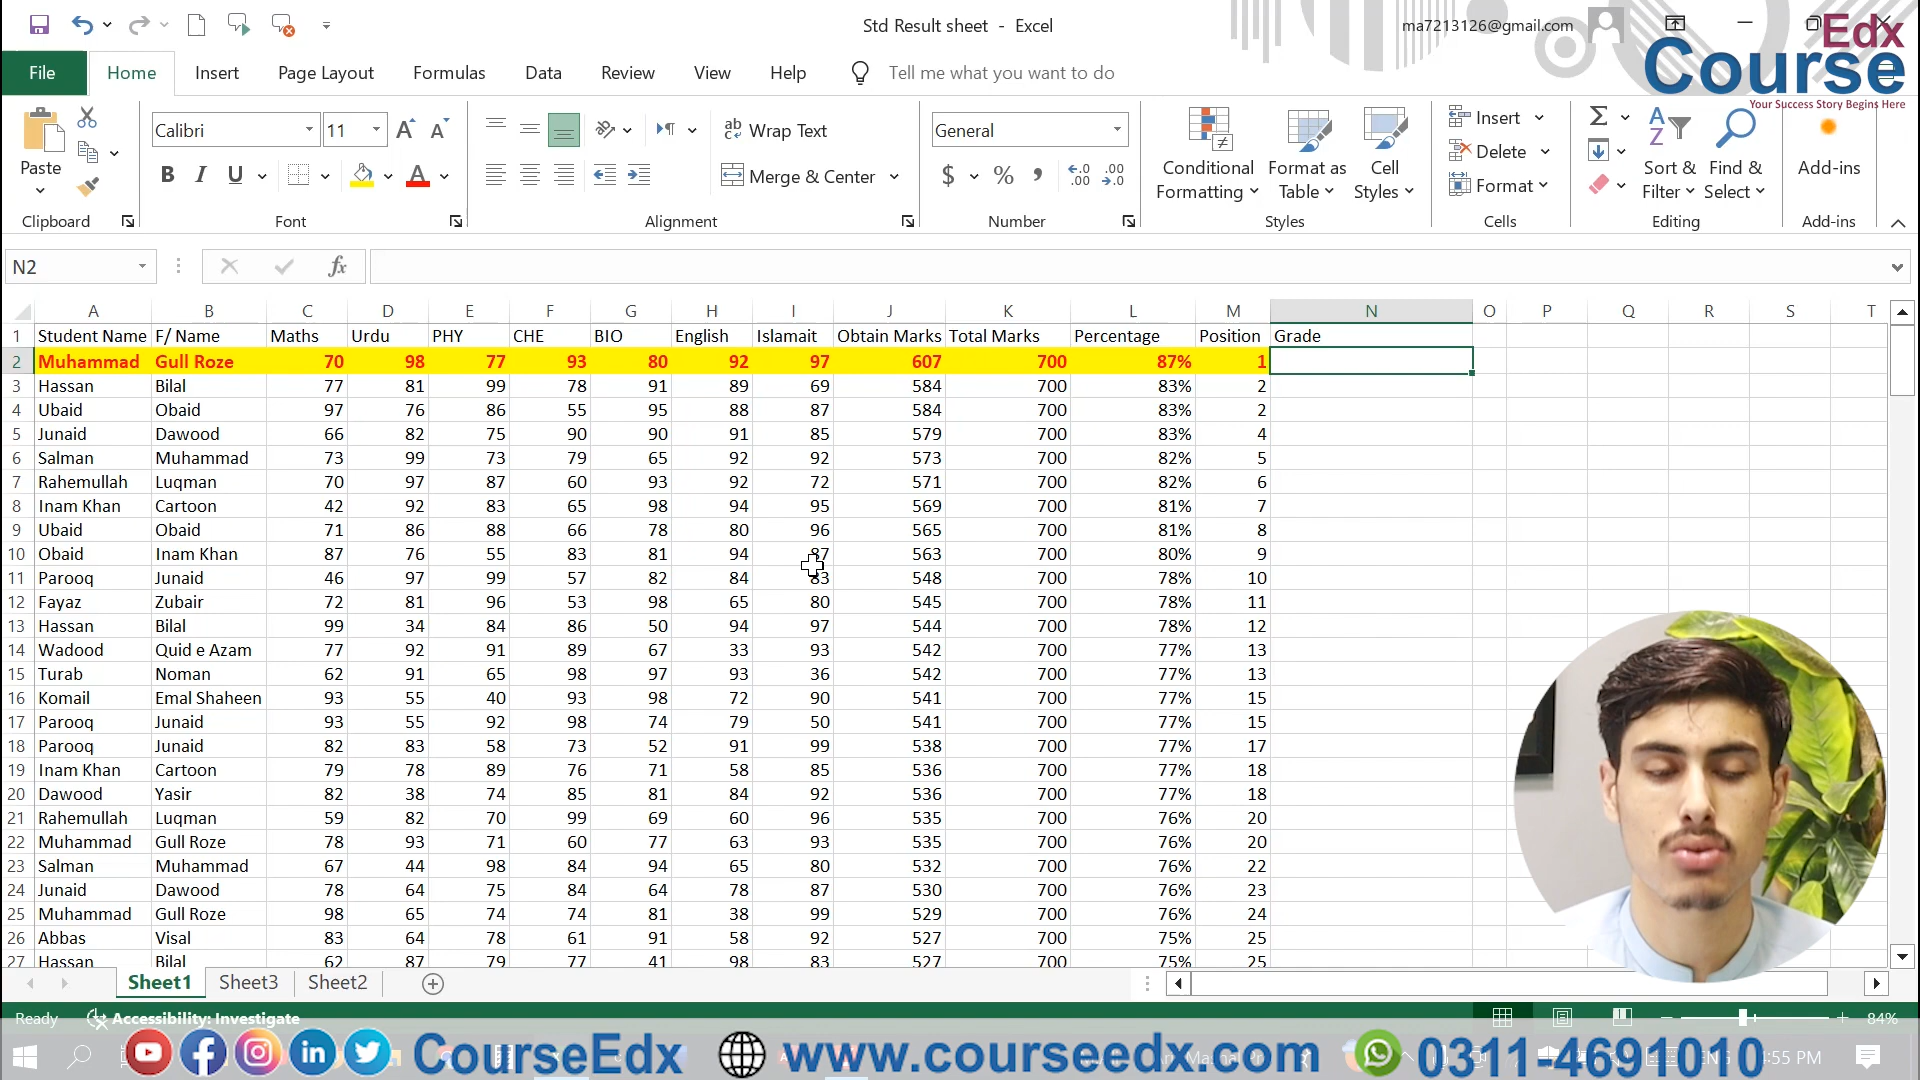 Std Result sheet - Excel
ma7213126@gmail.com
Edx
Course
Your Success Story Begins Here
File Home Insert Page Layout Formulas Data Review View Help Tell me what you want to do
Calibri 11 Wrap Text General Insert
Paste Conditional Format as Cell Delete Sort & Find & Add-ins
B I U Merge & Center $ % Formatting Table Styles Format Filter Select
Clipboard Font Alignment Number Styles Cells Editing Add-ins
N2 fx
A B C D E F G H I J K L M N O P Q R S T
1 Student Name F/ Name Maths Urdu PHY CHE BIO English Islamait Obtain Marks Total Marks Percentage Position Grade
2 Muhammad Gull Roze 70 98 77 93 80 92 97 607 700 87% 1
3 Hassan Bilal 77 81 99 78 91 89 69 584 700 83% 2
4 Ubaid Obaid 97 76 86 55 95 88 87 584 700 83% 2
5 Junaid Dawood 66 82 75 90 90 91 85 579 700 83% 4
6 Salman Muhammad 73 99 73 79 65 92 92 573 700 82% 5
7 Rahemullah Luqman 70 97 87 60 93 92 72 571 700 82% 6
8 Inam Khan Cartoon 42 92 83 65 98 94 95 569 700 81% 7
9 Ubaid Obaid 71 86 88 66 78 80 96 565 700 81% 8
10 Obaid Inam Khan 87 76 55 83 81 94 87 563 700 80% 9
11 Parooq Junaid 46 97 99 57 82 84 83 548 700 78% 10
12 Fayaz Zubair 72 81 96 53 98 65 80 545 700 78% 11
13 Hassan Bilal 99 34 84 86 50 94 97 544 700 78% 12
14 Wadood Quid e Azam 77 92 91 89 67 33 93 542 700 77% 13
15 Turab Noman 62 91 65 98 97 93 36 542 700 77% 13
16 Komail Emal Shaheen 93 55 40 93 98 72 90 541 700 77% 15
17 Parooq Junaid 93 55 92 98 74 79 50 541 700 77% 15
18 Parooq Junaid 82 83 58 73 52 91 99 538 700 77% 17
19 Inam Khan Cartoon 79 78 89 76 71 58 85 536 700 77% 18
20 Dawood Yasir 82 38 74 85 81 84 92 536 700 77% 18
21 Rahemullah Luqman 59 82 70 99 69 60 96 535 700 76% 20
22 Muhammad Gull Roze 78 93 71 60 77 63 93 535 700 76% 20
23 Salman Muhammad 67 44 98 84 94 65 80 532 700 76% 22
24 Junaid Dawood 78 64 75 84 64 78 87 530 700 76% 23
25 Muhammad Gull Roze 98 65 74 74 81 38 99 529 700 76% 24
26 Abbas Visal 83 64 78 61 91 58 92 527 700 75% 25
27 Hassan Bilal 62 87 79 77 41 98 83 527 700 75% 25
Sheet1 Sheet3 Sheet2
Ready Accessibility: Investigate 84%
CourseEdx www.courseedx.com 0311-4691010
:55 PM